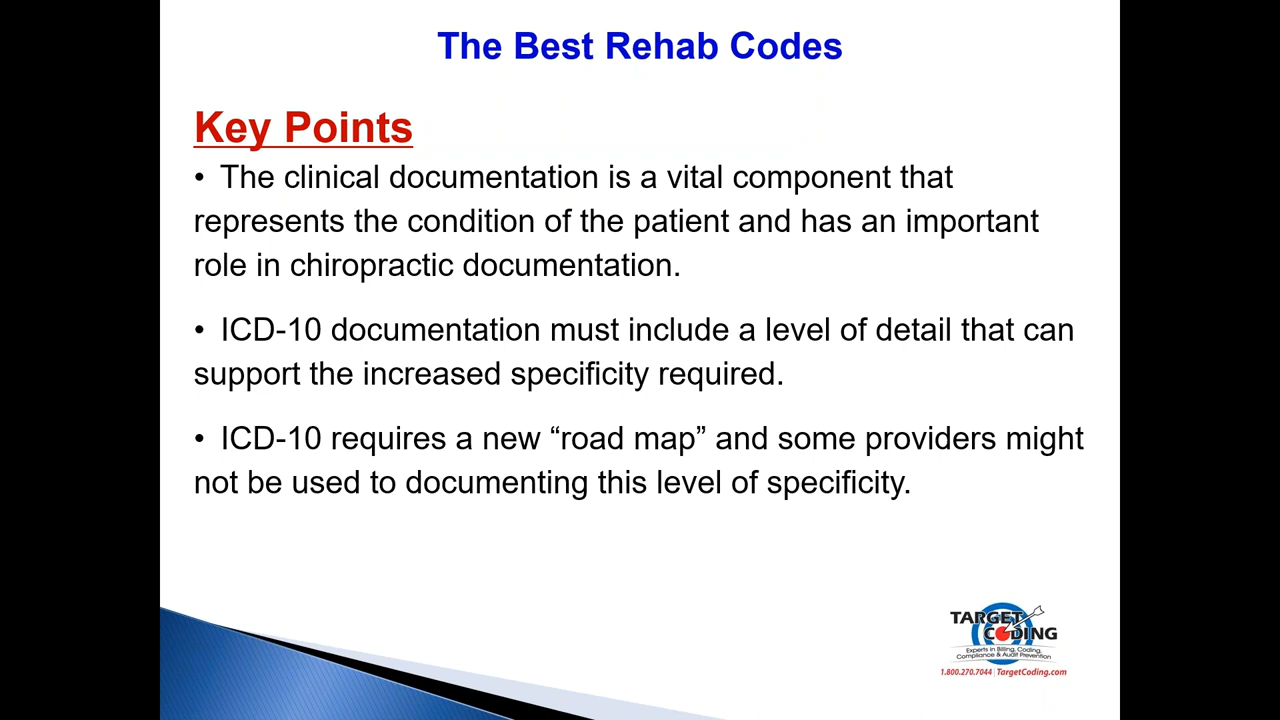 The Best Rehab Codes
Key Points
• The clinical documentation is a vital component that
represents the condition of the patient and has an important
role in chiropractic documentation.
• ICD-10 documentation must include a level of detail that can
support the increased specificity required.
• ICD-10 requires a new “road map” and some providers might
not be used to documenting this level of specificity.
TARGET
CODING
Experts in Billing, Coding,
Compliance & Audit Prevention
1.800.270.7044 | TargetCoding.com